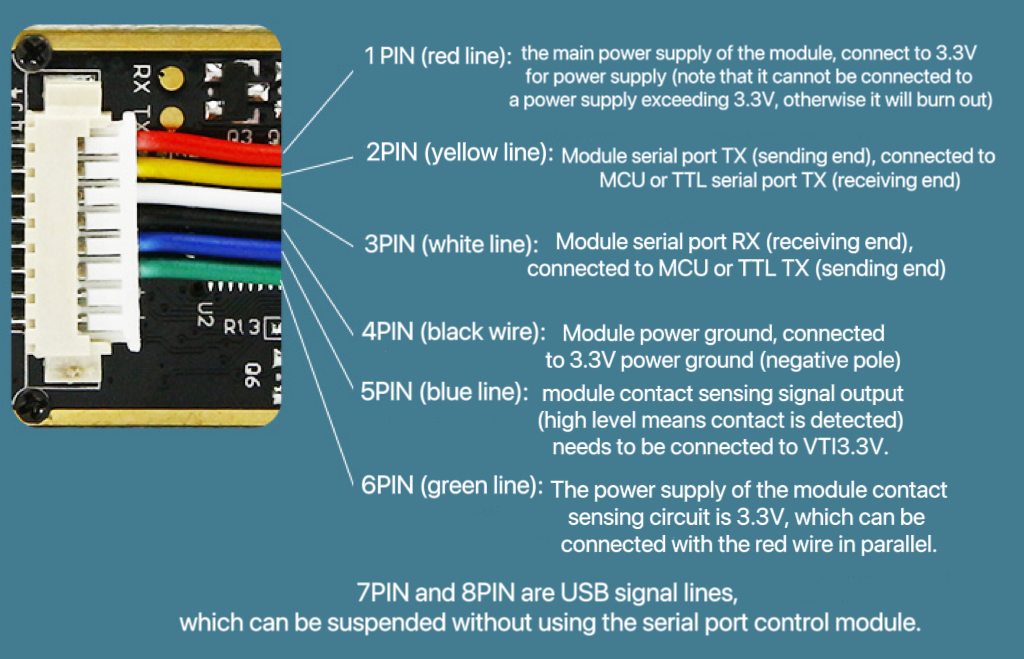 1 PIN (red line): the main power supply of the module, connect to 3.3V
for power supply (note that it cannot be connected to
a power supply exceeding 3.3V, otherwise it will burn out)
2PIN (yellow line): Module serial port TX (sending end), connected to
MCU or TTL serial port TX (receiving end)
3PIN (white line): Module serial port RX (receiving end),
connected to MCU or TTL TX (sending end)
4PIN (black wire): Module power ground, connected
to 3.3V power ground (negative pole)
5PIN (blue line): module contact sensing signal output
(high level means contact is detected)
needs to be connected to VTI3.3V.
6PIN (green line): The power supply of the module contact
sensing circuit is 3.3V, which can be
connected with the red wire in parallel.
7PIN and 8PIN are USB signal lines,
which can be suspended without using the serial port control module.
RX
TX
Q3
U2
R13
Q6